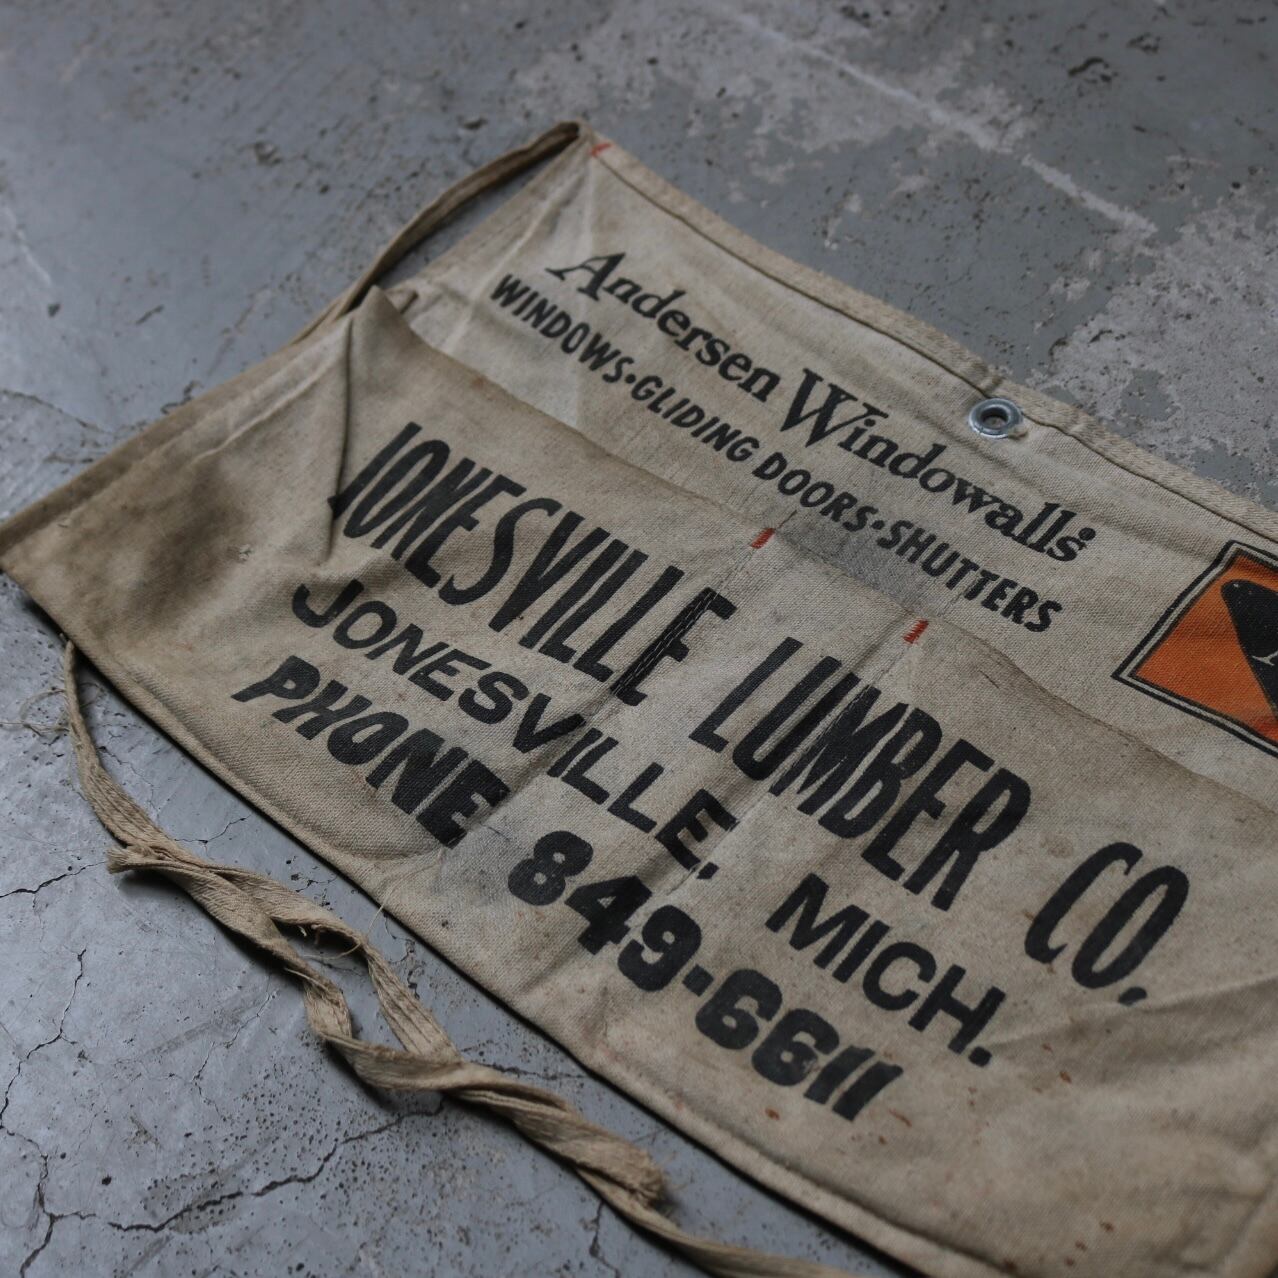 Andersen Windowalls
WINDOWS•GLIDING DOORS•SHUTTERS
JONESVILLE LUMBER CO.
JONESVILLE, MICH.
PHONE 849-6611